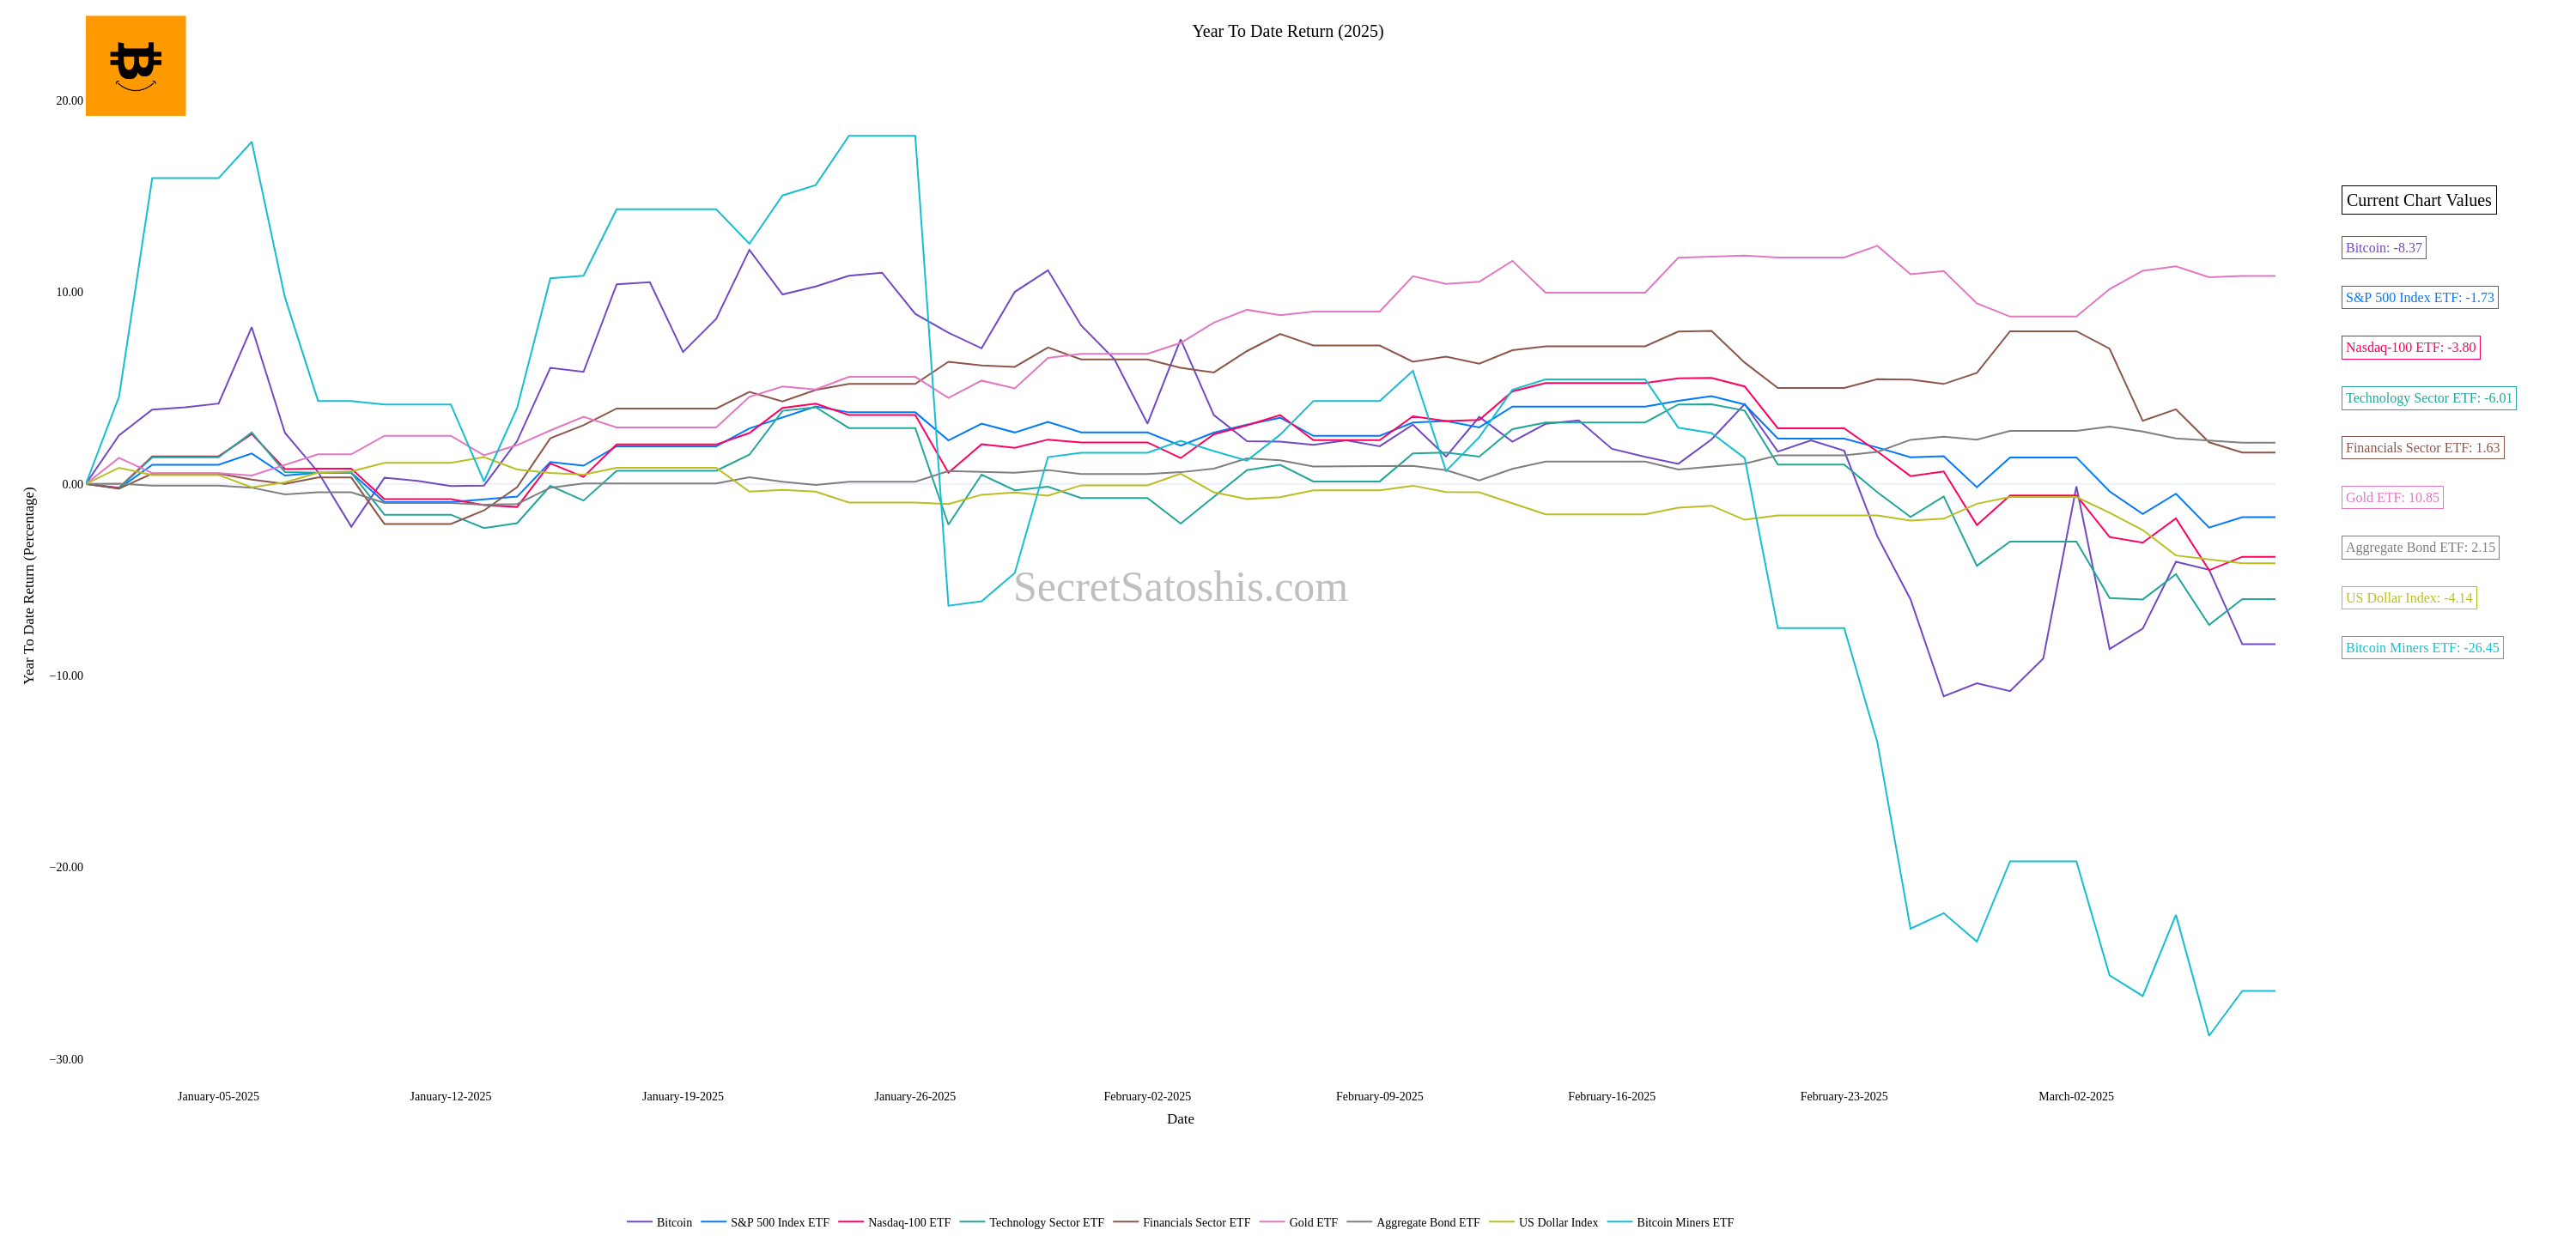 Year To Date Return (2025)
20.00
10.00
0.00
−10.00
−20.00
−30.00
Year To Date Return (Percentage)
SecretSatoshis.com
January-05-2025
January-12-2025
January-19-2025
January-26-2025
February-02-2025
February-09-2025
February-16-2025
February-23-2025
March-02-2025
Date
Current Chart Values
Bitcoin: -8.37
S&P 500 Index ETF: -1.73
Nasdaq-100 ETF: -3.80
Technology Sector ETF: -6.01
Financials Sector ETF: 1.63
Gold ETF: 10.85
Aggregate Bond ETF: 2.15
US Dollar Index: -4.14
Bitcoin Miners ETF: -26.45
Bitcoin
S&P 500 Index ETF
Nasdaq-100 ETF
Technology Sector ETF
Financials Sector ETF
Gold ETF
Aggregate Bond ETF
US Dollar Index
Bitcoin Miners ETF